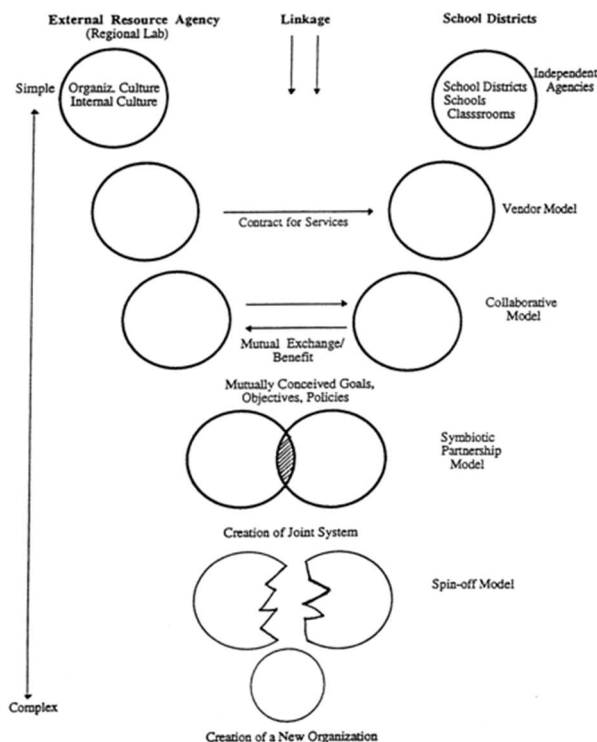 External Resource Agency
(Regional Lab)
Linkage
School Districts
Simple
Organiz. Culture
Internal Culture
School Districts
Schools
Classsrooms
Independent
Agencies
Contract for Services
Vendor Model
Mutual Exchange/
Benefit
Collaborative
Model
Mutually Conceived Goals,
Objectives, Policies
Symbiotic
Partnership
Model
Creation of Joint System
Spin-off Model
Complex
Creation of a New Organization